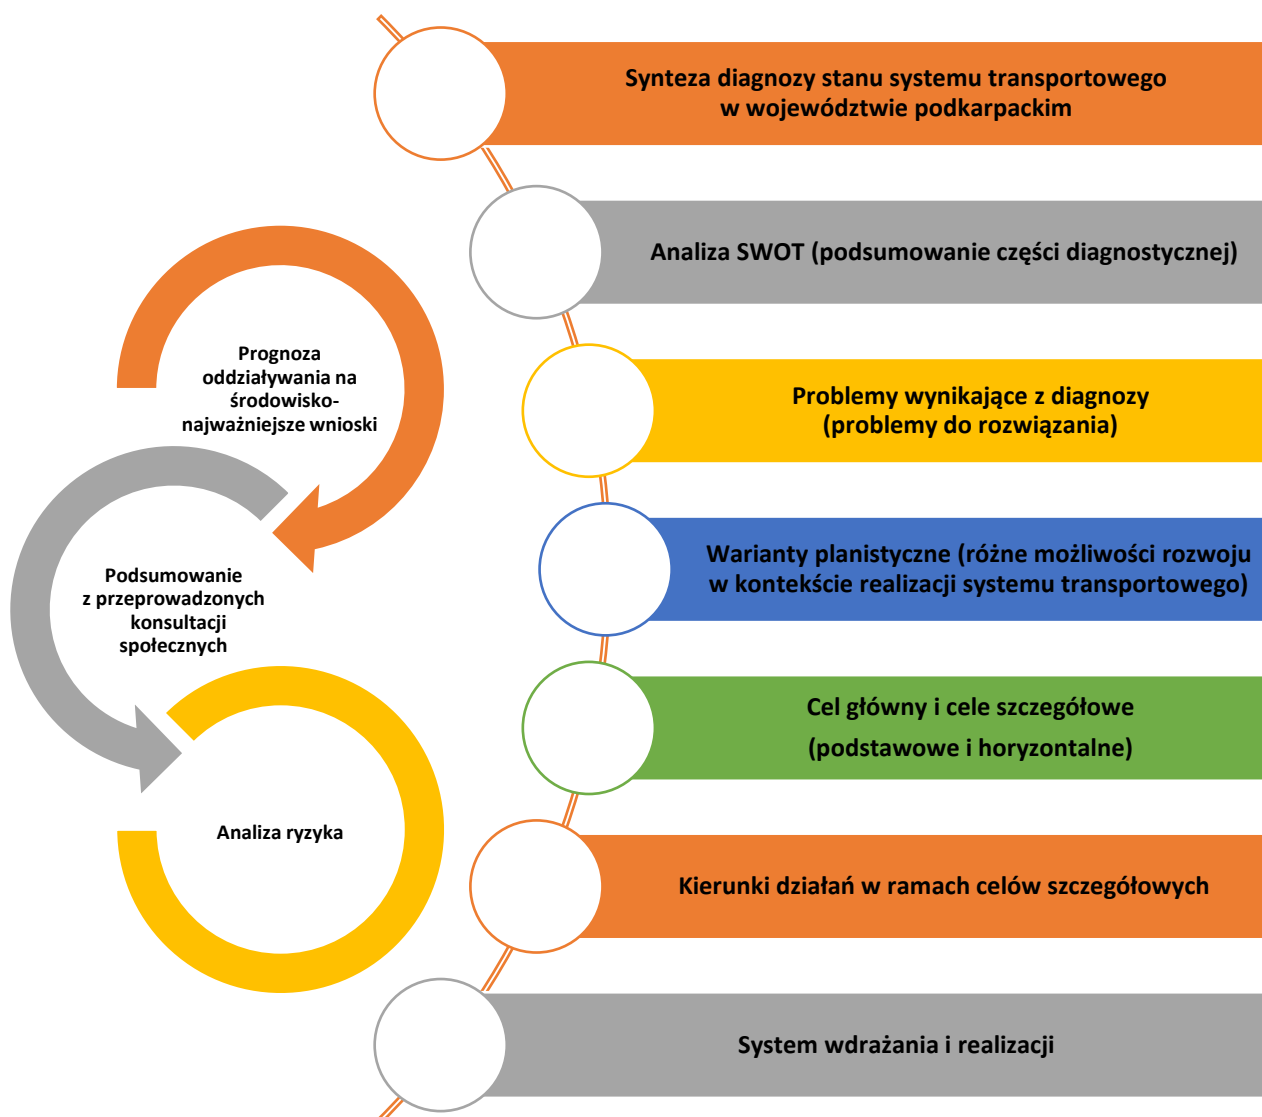 Synteza diagnozy stanu systemu transportowego
w województwie podkarpackim
Analiza SWOT (podsumowanie części diagnostycznej)
Problemy wynikające z diagnozy
(problemy do rozwiązania)
Warianty planistyczne (różne możliwości rozwoju
w kontekście realizacji systemu transportowego)
Cel główny i cele szczegółowe
(podstawowe i horyzontalne)
Kierunki działań w ramach celów szczegółowych
System wdrażania i realizacji
Prognoza
oddziaływania na
środowisko-
najważniejsze wnioski
Podsumowanie
z przeprowadzonych
konsultacji
społecznych
Analiza ryzyka